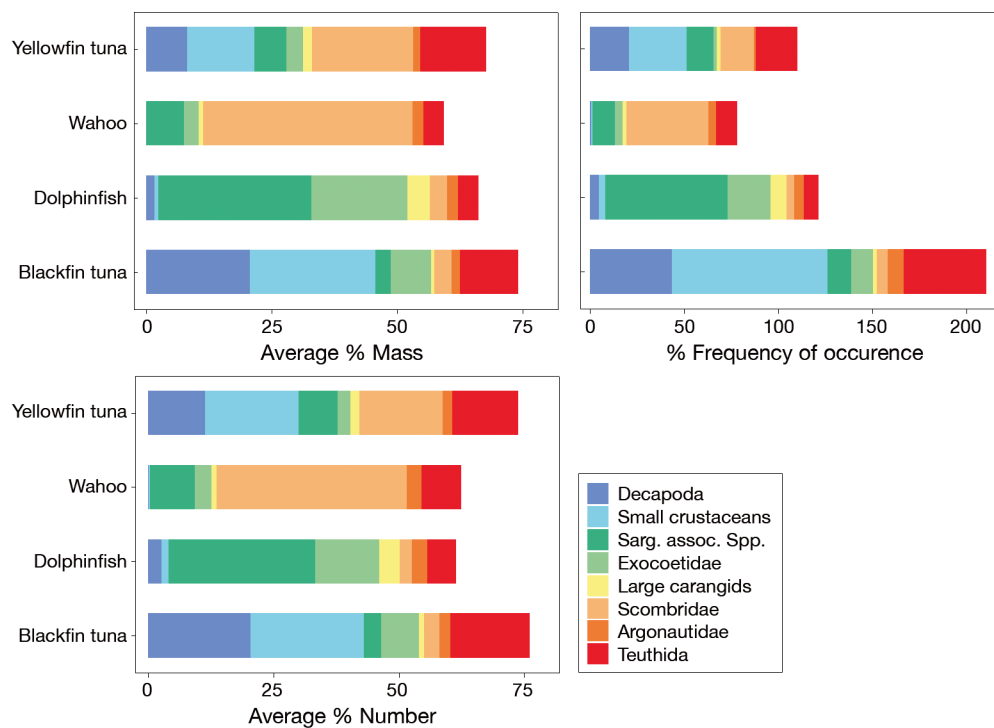 Yellowfin tuna
Wahoo
Dolphinfish
Blackfin tuna
0 25 50 75
Average % Mass
0 50 100 150 200
% Frequency of occurence
Yellowfin tuna
Wahoo
Dolphinfish
Blackfin tuna
0 25 50 75
Average % Number
Decapoda
Small crustaceans
Sarg. assoc. Spp.
Exocoetidae
Large carangids
Scombridae
Argonautidae
Teuthida